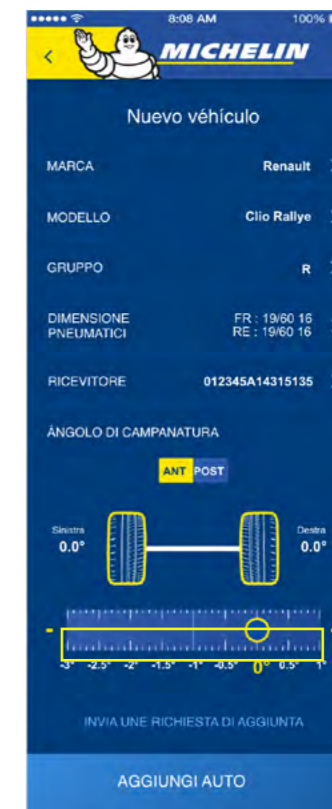 8:08 AM 100%
MICHELIN
Nuevo véhículo
MARCA Renault
MODELLO Clio Rallye
GRUPPO R
DIMENSIONE PNEUMATICI FR : 19/60 16
RE : 19/60 16
RICEVITORE 012345A14315135
ÁNGOLO DI CAMPANATURA
ANT POST
Sinistra Destra
0.0° 0.0°
-3° -2.5° -2° -1.5° -1° -0.5° 0° 0.5° 1°
INVIA UNE RICHIESTA DI AGGIUNTA
AGGIUNGI AUTO